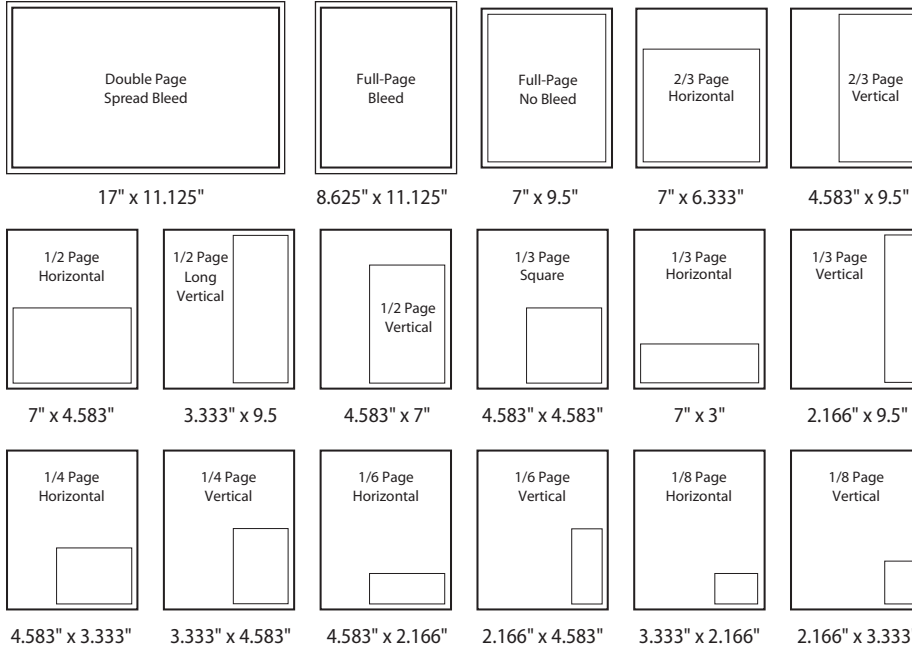 Double Page
Spread Bleed
17" x 11.125"
Full-Page
Bleed
8.625" x 11.125"
Full-Page
No Bleed
7" x 9.5"
2/3 Page
Horizontal
7" x 6.333"
2/3 Page
Vertical
4.583" x 9.5"
1/2 Page
Horizontal
7" x 4.583"
1/2 Page
Long
Vertical
3.333" x 9.5
1/2 Page
Vertical
4.583" x 7"
1/3 Page
Square
4.583" x 4.583"
1/3 Page
Horizontal
7" x 3"
1/3 Page
Vertical
2.166" x 9.5"
1/4 Page
Horizontal
4.583" x 3.333"
1/4 Page
Vertical
3.333" x 4.583"
1/6 Page
Horizontal
4.583" x 2.166"
1/6 Page
Vertical
2.166" x 4.583"
1/8 Page
Horizontal
3.333" x 2.166"
1/8 Page
Vertical
2.166" x 3.333